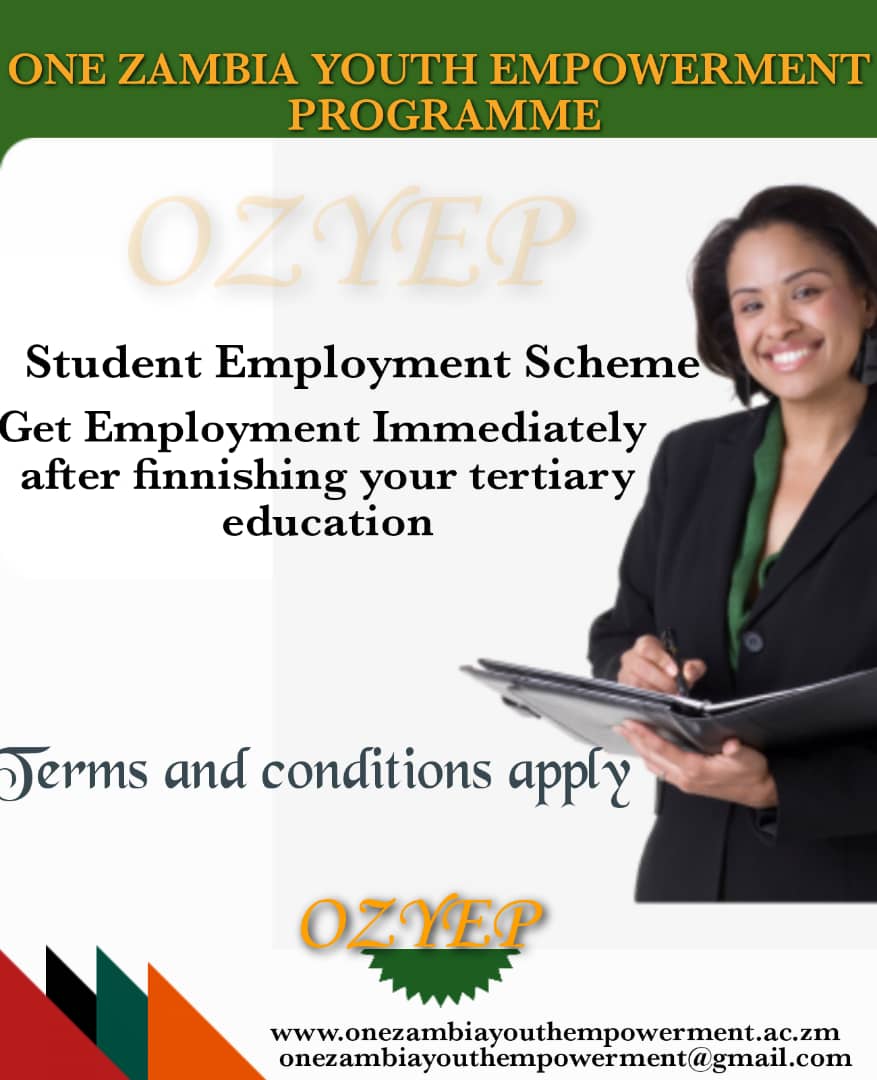 ONE ZAMBIA YOUTH EMPOWERMENT
PROGRAMME
OZYEP
Student Employment Scheme
Get Employment Immediately
after finnishing your tertiary
education
Terms and conditions apply
OZYEP
www.onezambiayouthempowerment.ac.zm
onezambiayouthempowerment@gmail.com